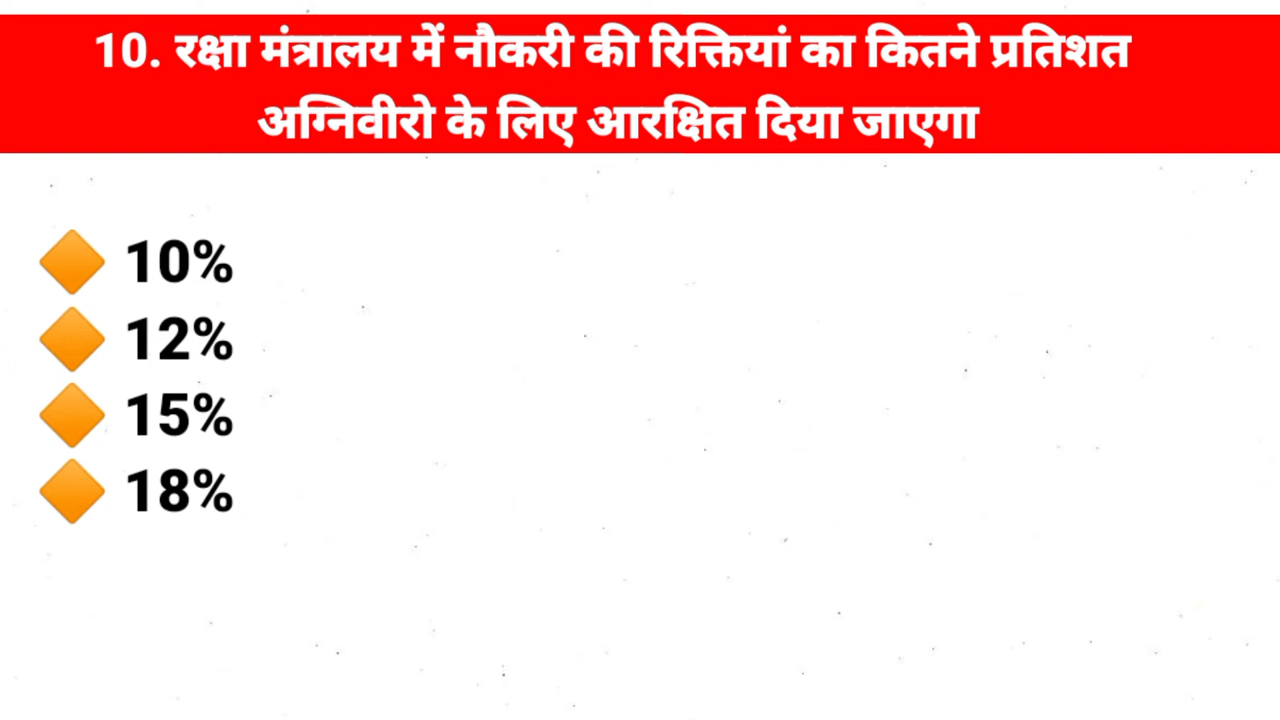 10. रक्षा मंत्रालय में नौकरी की रिक्तियां का कितने प्रतिशत
अग्निवीरो के लिए आरक्षित दिया जाएगा
10%
12%
15%
18%